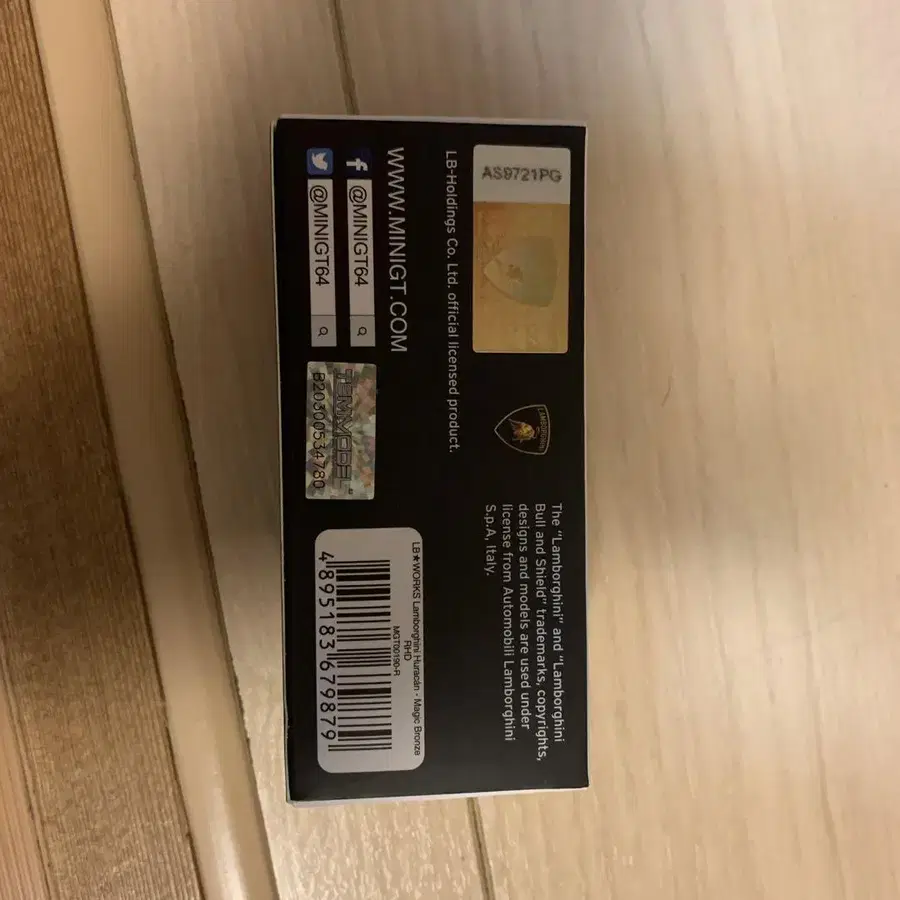 AS9721PG
LAMBORGHINI
The "Lamborghini" and "Lamborghini
Bull and Shield" trademarks, copyrights,
designs and models are used under
license from Automobili Lamborghini
S.p.A, Italy.
LB-Holdings Co. Ltd. official licensed product.
WWW.MINIGT.COM
@MINIGT64
@MINIGT64
TSMMODEL
B20300534780
LB★WORKS Lamborghini Huracán - Magic Bronze
RHD
MGT00190-R
4 895183 679879